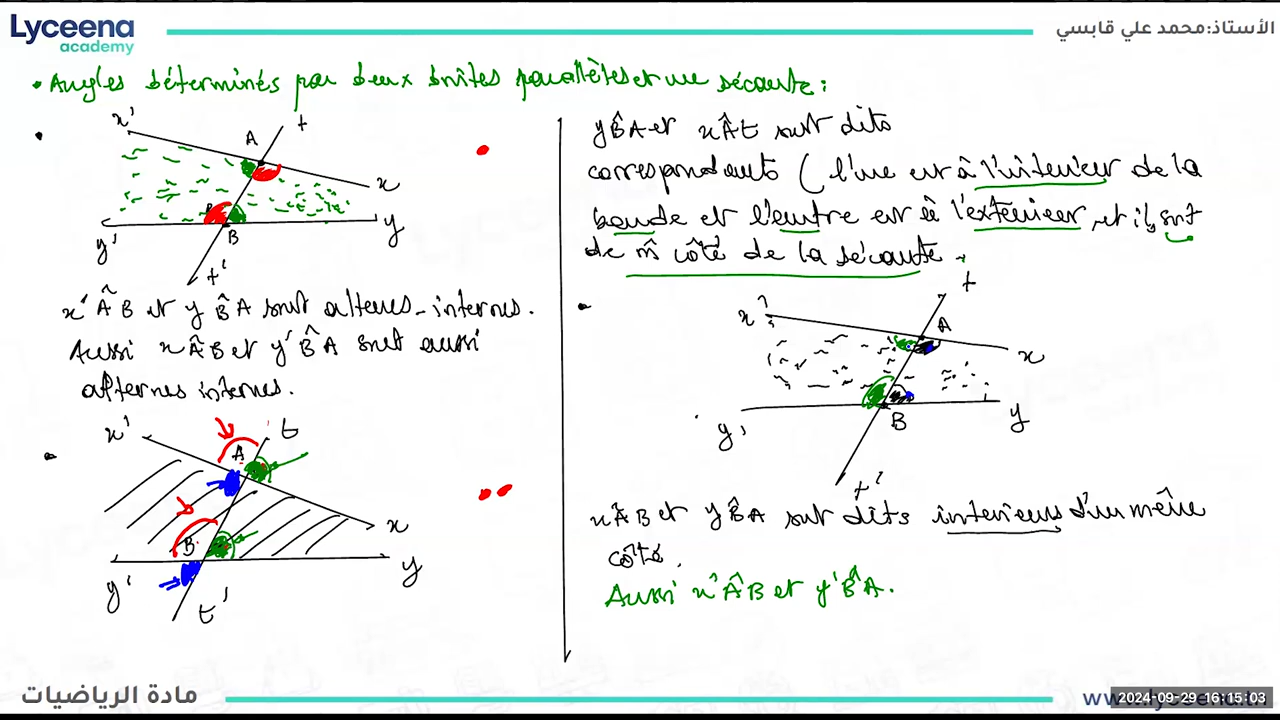 Lyceena
academy
الأستاذ:محمد علي قابسي
• Angles déterminés par deux droites parallèles et une sécante :
x' A t
x
y' B y
t'
x'ÂB et yB̂A sont alternes-internes.
Aussi xÂB et y'B̂A sont aussi
alternes internes.
x' A t
x
y' B y
t'
yB̂A et xÂt sont dits
correspondants ( l'une est à l'intérieur de la
bande et l'autre est à l'extérieur et ils sont
de m̂ côté de la sécante.
x' A t
x
y' B y
t'
xÂB et yB̂A sont dits interieurs d'un même
côté.
Aussi x'ÂB et y'B̂A.
مادة الرياضيات
2024-09-29 16:15:03